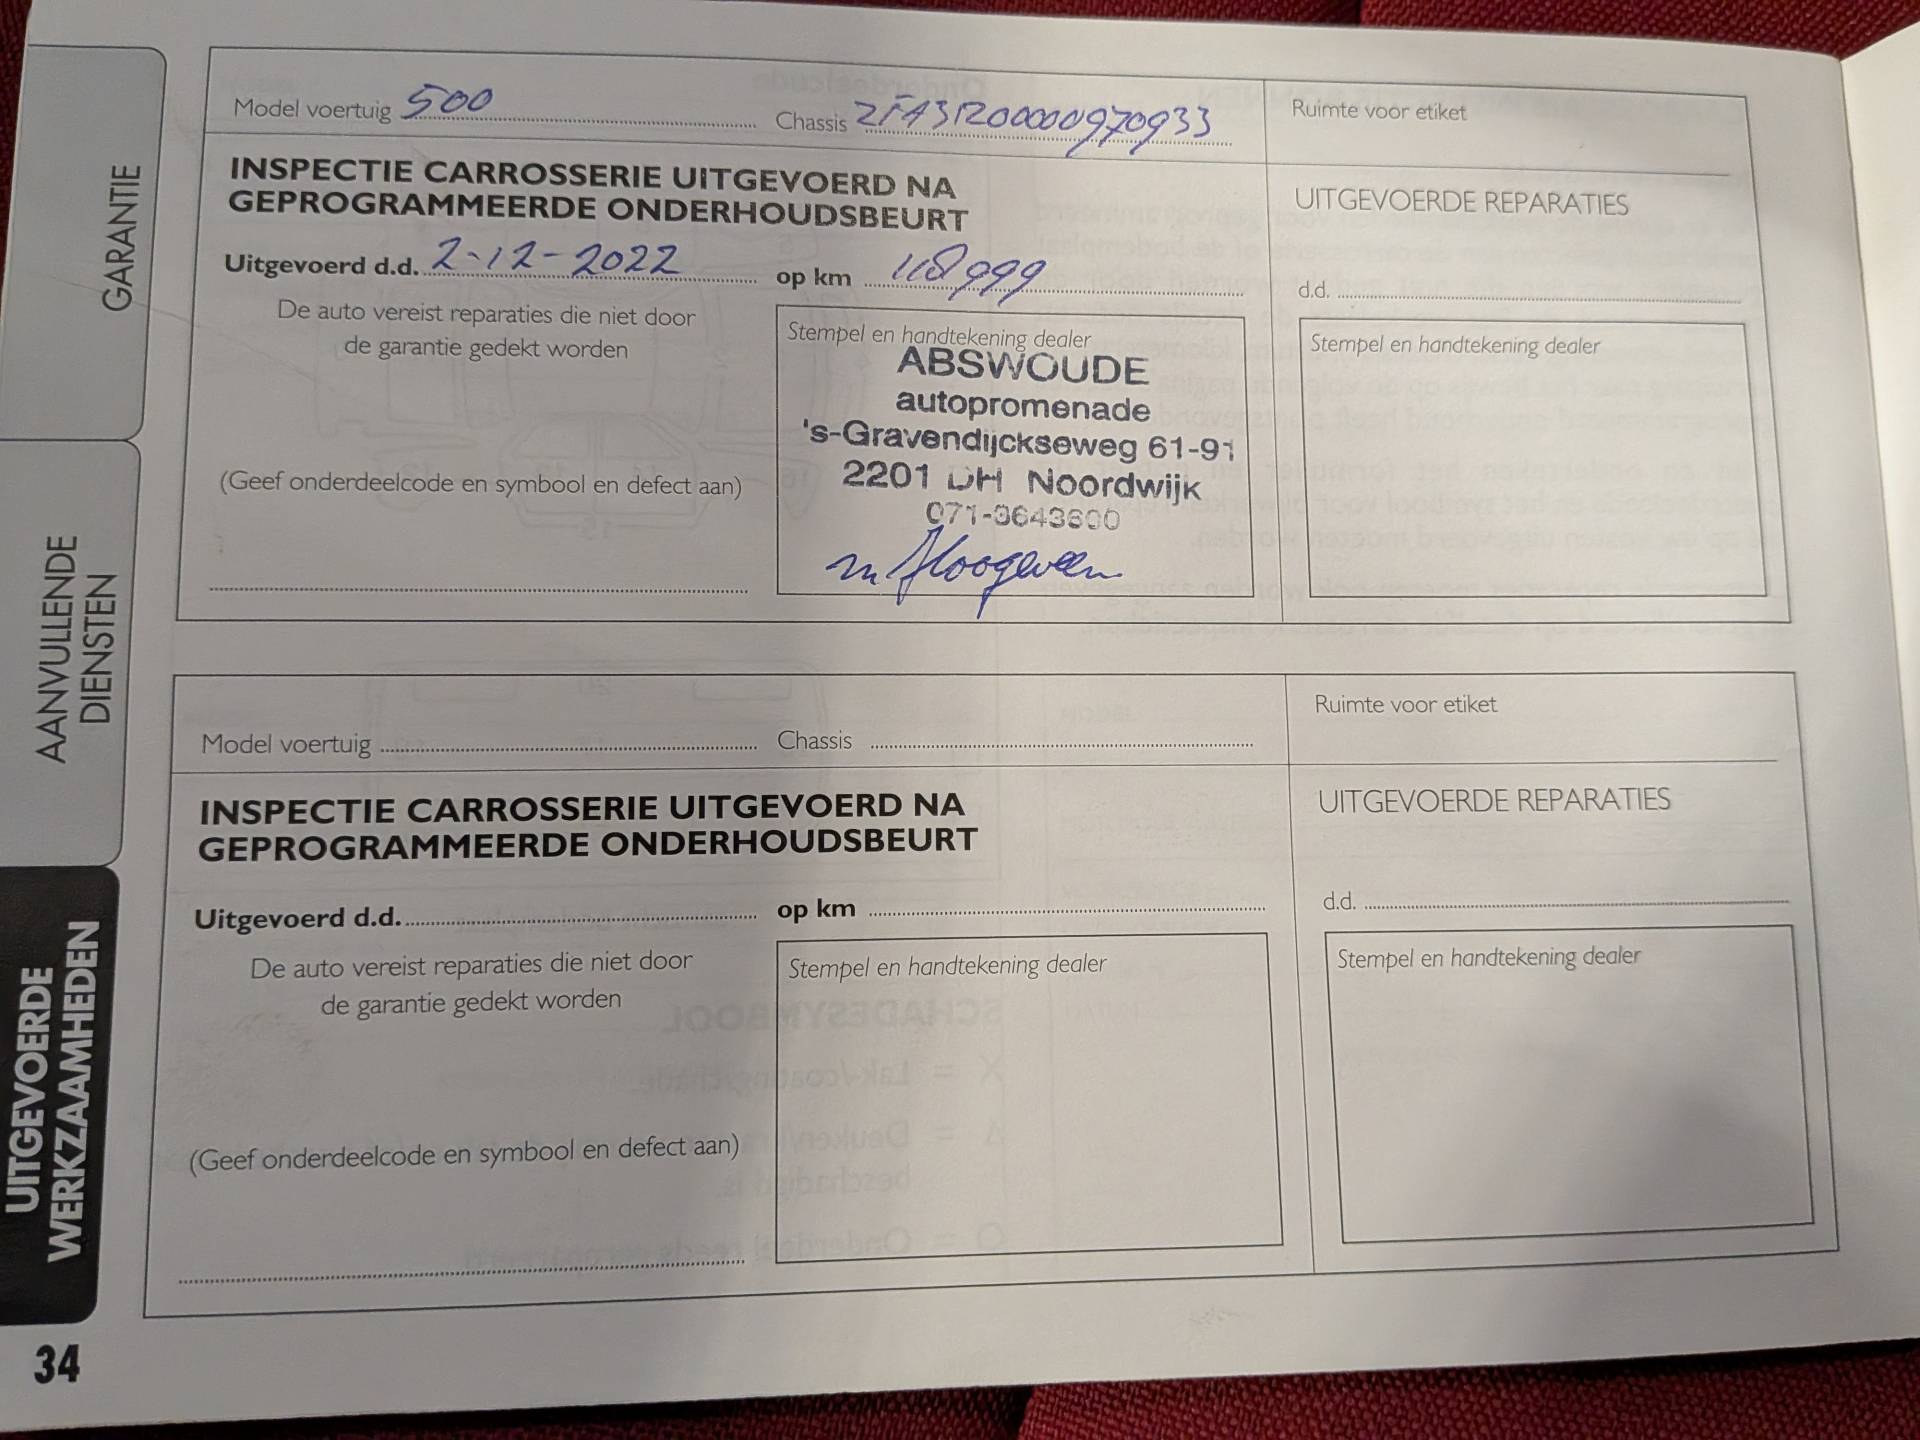 GARANTIE
AANVULLENDE
DIENSTEN
UITGEVOERDE
WERKZAAMHEDEN
34
Model voertuig 500 Chassis ZFA3120000970933
Ruimte voor etiket
INSPECTIE CARROSSERIE UITGEVOERD NA
GEPROGRAMMEERDE ONDERHOUDSBEURT
UITGEVOERDE REPARATIES
Uitgevoerd d.d. 2-12-2022 op km 118999
d.d.
De auto vereist reparaties die niet door
de garantie gedekt worden
Stempel en handtekening dealer
ABSWOUDE
autopromenade
's-Gravendijckseweg 61-91
2201 DH Noordwijk
071-3643600
m Hoogeveen
Stempel en handtekening dealer
(Geef onderdeelcode en symbool en defect aan)
Model voertuig Chassis
Ruimte voor etiket
INSPECTIE CARROSSERIE UITGEVOERD NA
GEPROGRAMMEERDE ONDERHOUDSBEURT
UITGEVOERDE REPARATIES
Uitgevoerd d.d. op km
d.d.
De auto vereist reparaties die niet door
de garantie gedekt worden
Stempel en handtekening dealer
Stempel en handtekening dealer
(Geef onderdeelcode en symbool en defect aan)